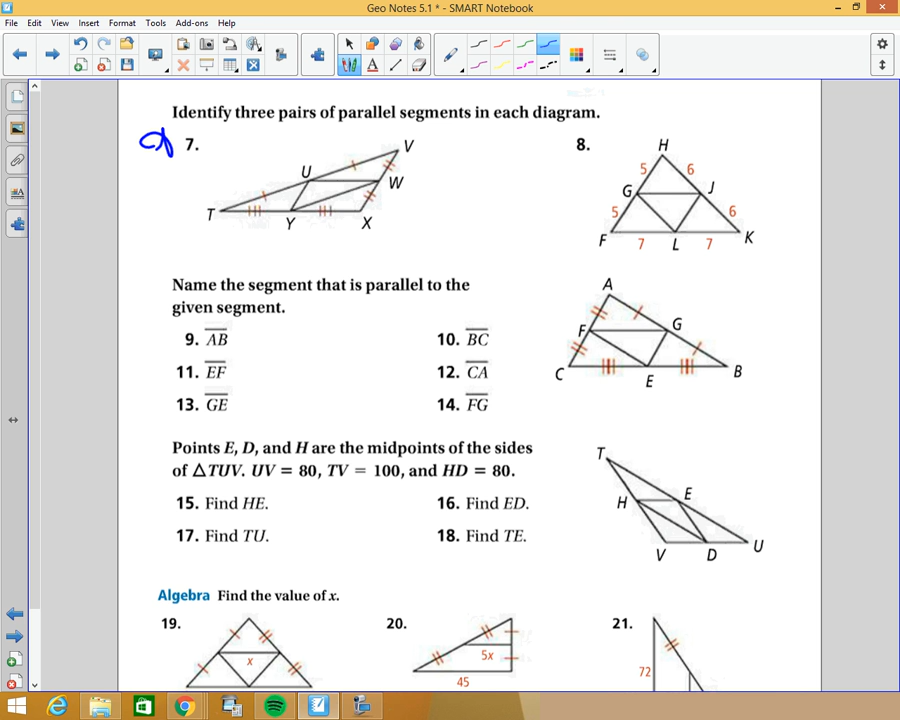 Geo Notes 5.1 * - SMART Notebook
File Edit View Insert Format Tools Add-ons Help
Identify three pairs of parallel segments in each diagram.
7.
V
U
W
T
Y
X
8.
H
5
6
G
J
5
6
F
7
L
7
K
Name the segment that is parallel to the
given segment.
9. AB
10. BC
11. EF
12. CA
13. GE
14. FG
A
F
G
C
E
B
Points E, D, and H are the midpoints of the sides
of △TUV. UV = 80, TV = 100, and HD = 80.
15. Find HE.
16. Find ED.
17. Find TU.
18. Find TE.
T
H
E
V
D
U
Algebra Find the value of x.
19.
x
20.
5x
45
21.
72